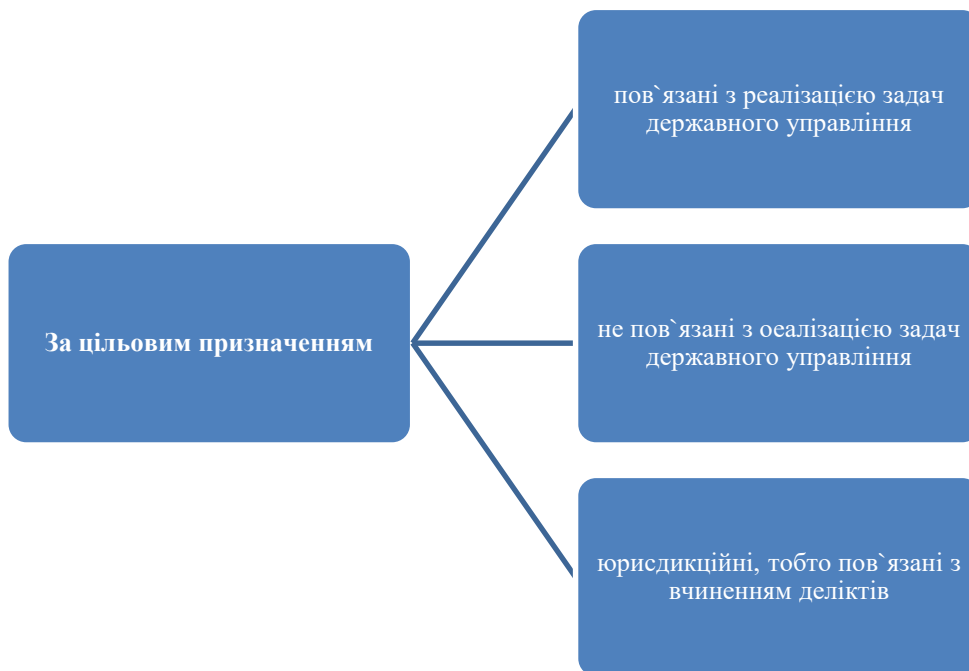 За цільовим призначенням
пов`язані з реалізацією задач
державного управління
не пов`язані з оеалізацією задач
державного управління
юрисдикційні, тобто пов`язані з
вчиненням деліктів